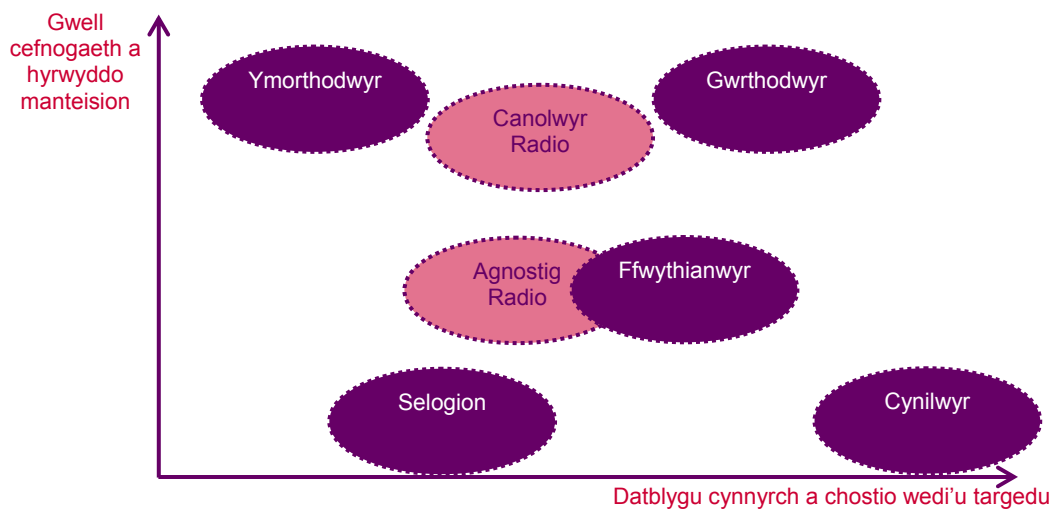 Gwell
cefnogaeth a
hyrwyddo
manteision
Ymorthodwyr
Gwrthodwyr
Canolwyr
Radio
Agnostig
Radio
Ffwythianwyr
Selogion
Cynilwyr
Datblygu cynnyrch a chostio wedi’u targedu